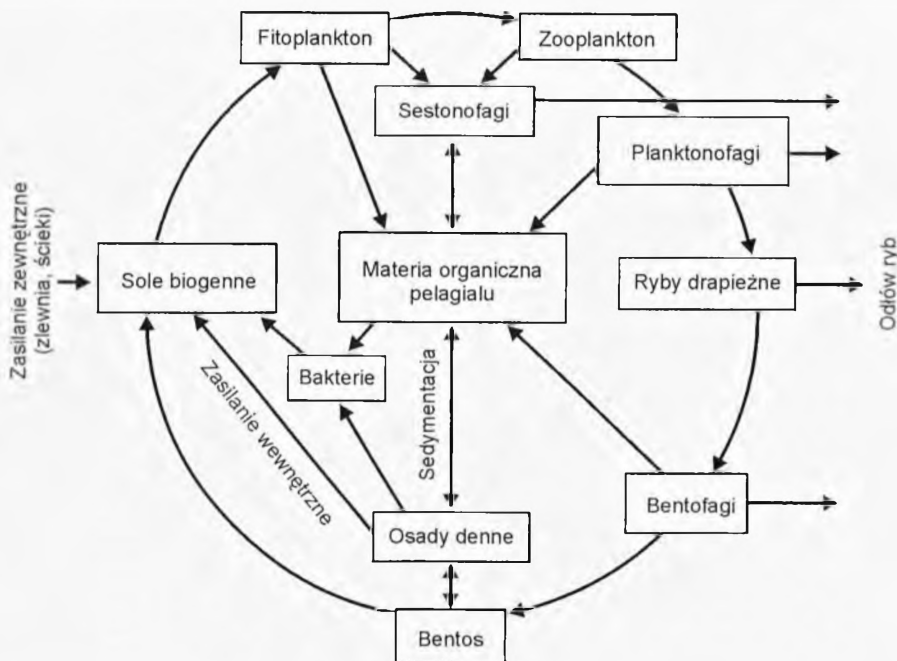 Fitoplankton
Zooplankton
Sestonofagi
Planktonofagi
Zasilanie zewnętrzne
(zlewnia, ścieki)
Sole biogenne
Materia organiczna
pelagialu
Ryby drapieżne
Odłów ryb
Bakterie
Zasilanie wewnętrzne
Sedymentacja
Bentofagi
Osady denne
Bentos